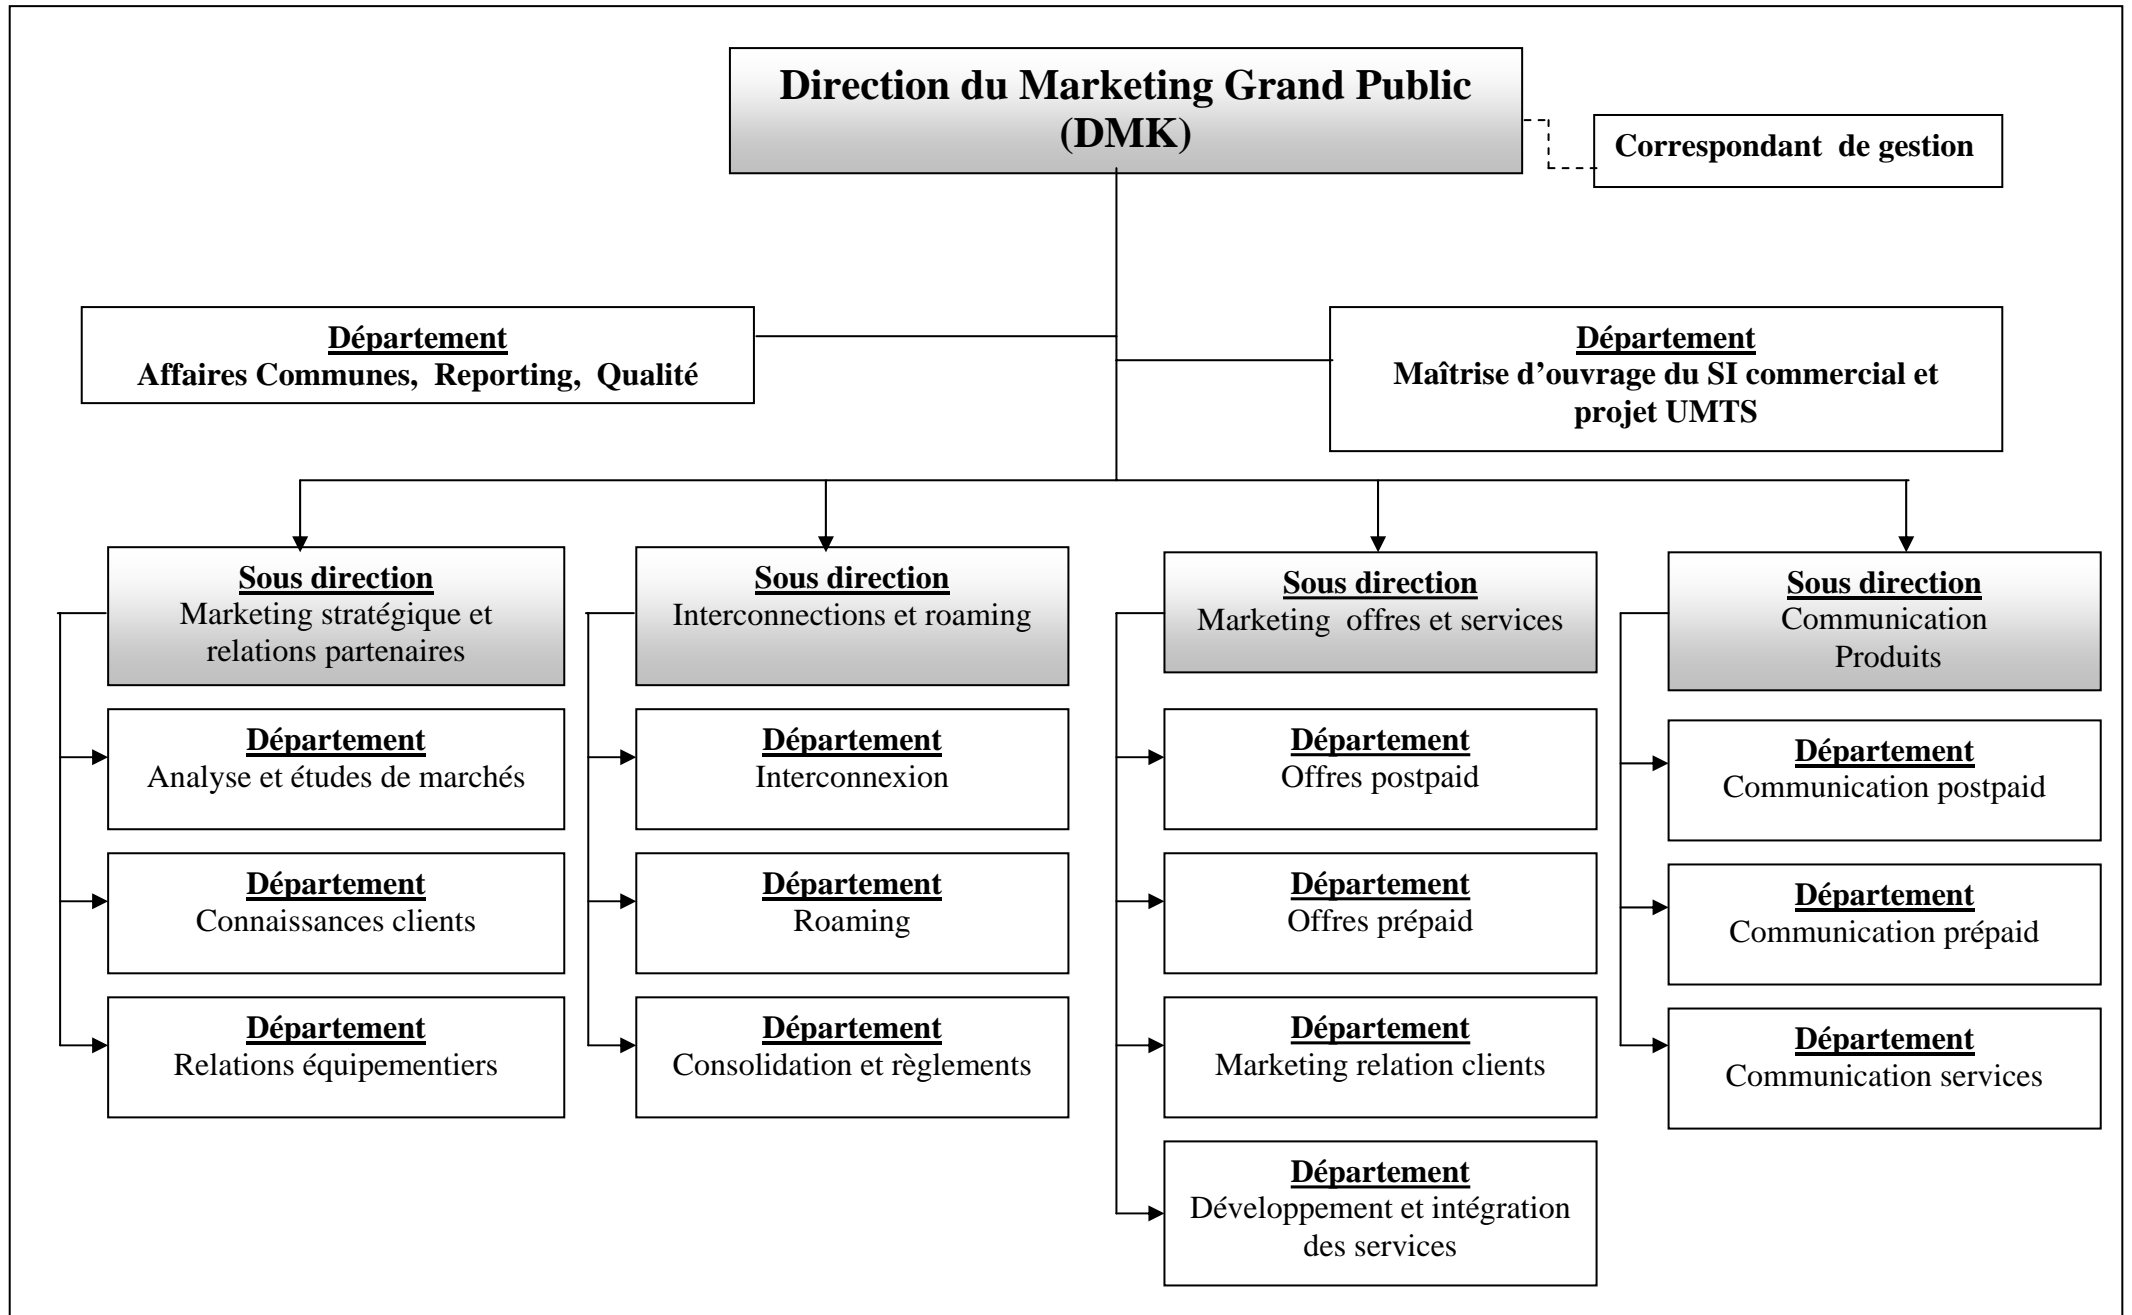 Direction du Marketing Grand Public
(DMK)
Correspondant de gestion
Département
Affaires Communes, Reporting, Qualité
Département
Maîtrise d’ouvrage du SI commercial et
projet UMTS
Sous direction
Marketing stratégique et
relations partenaires
Département
Analyse et études de marchés
Département
Connaissances clients
Département
Relations équipementiers
Sous direction
Interconnections et roaming
Département
Interconnexion
Département
Roaming
Département
Consolidation et règlements
Sous direction
Marketing offres et services
Département
Offres postpaid
Département
Offres prépaid
Département
Marketing relation clients
Département
Développement et intégration
des services
Sous direction
Communication
Produits
Département
Communication postpaid
Département
Communication prépaid
Département
Communication services